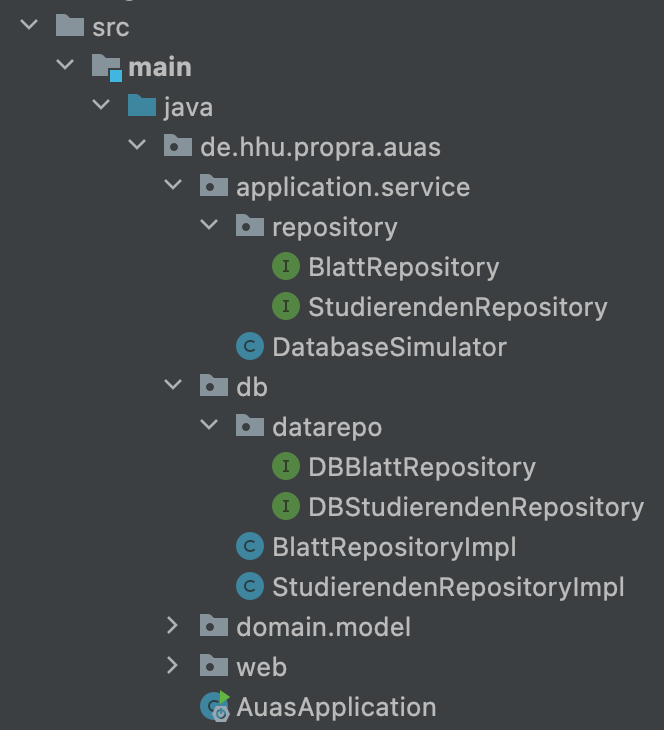 src
main
java
de.hhu.propra.auas
application.service
repository
I BlattRepository
I StudierendenRepository
C DatabaseSimulator
db
datarepo
I DBBlattRepository
I DBStudierendenRepository
C BlattRepositoryImpl
C StudierendenRepositoryImpl
domain.model
web
C AuasApplication